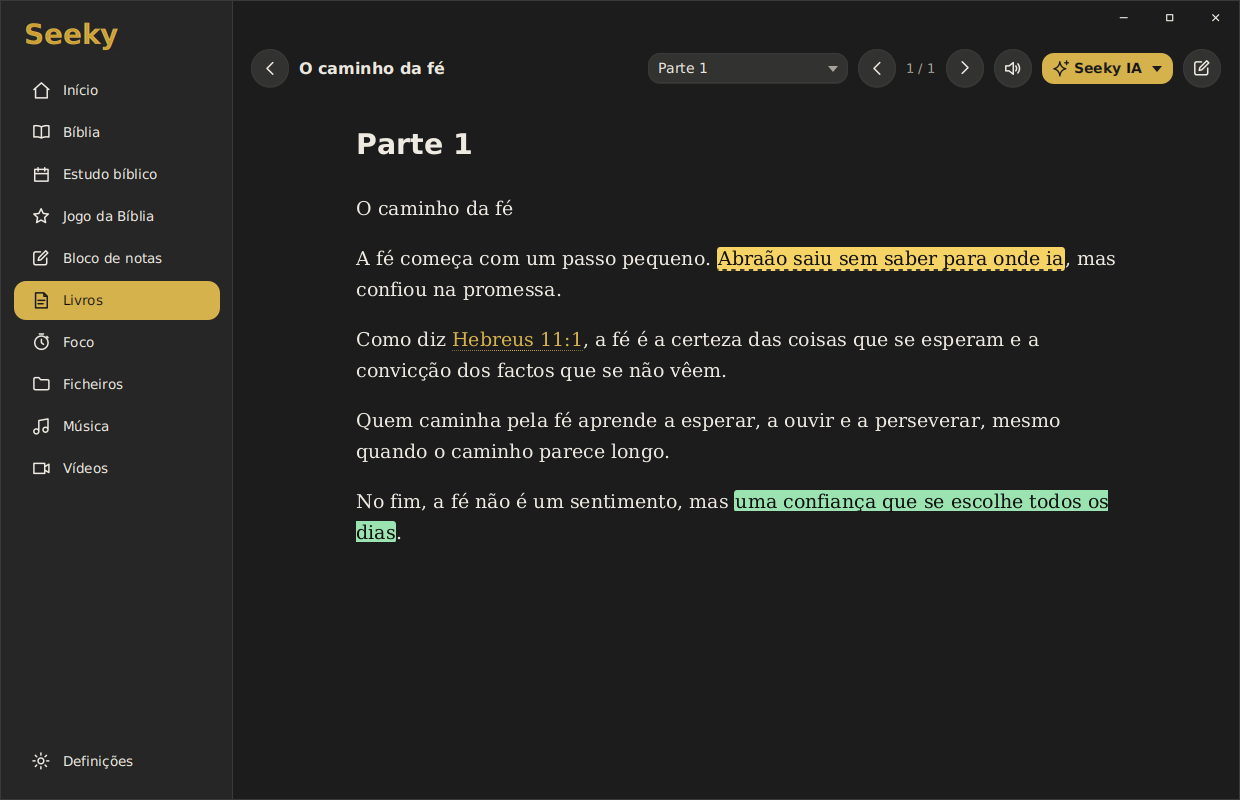 Seeky
Início
Bíblia
Estudo bíblico
Jogo da Bíblia
Bloco de notas
Livros
Foco
Ficheiros
Música
Vídeos
Definições
O caminho da fé
Parte 1
1 / 1
Seeky IA
Parte 1
O caminho da fé
A fé começa com um passo pequeno. Abraão saiu sem saber para onde ia, mas
confiou na promessa.
Como diz Hebreus 11:1, a fé é a certeza das coisas que se esperam e a
convicção dos factos que se não vêem.
Quem caminha pela fé aprende a esperar, a ouvir e a perseverar, mesmo
quando o caminho parece longo.
No fim, a fé não é um sentimento, mas uma confiança que se escolhe todos os
dias.